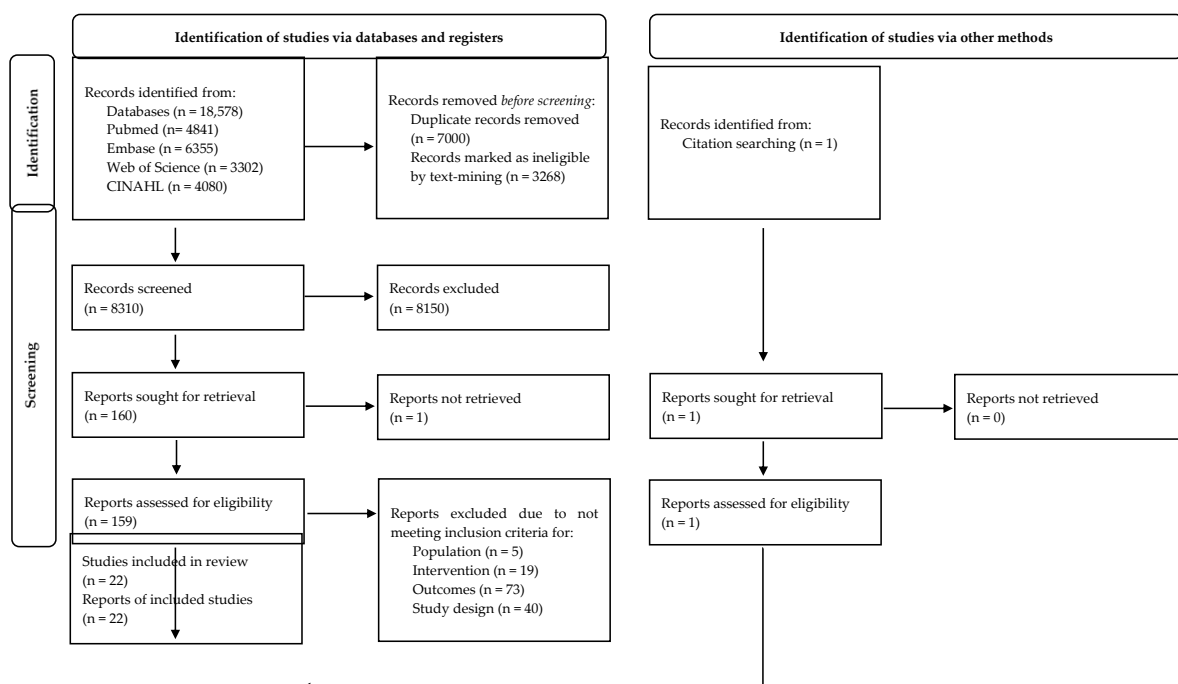 Identification of studies via databases and registers
Identification of studies via other methods
Identification
Records identified from:
Databases (n = 18,578)
Pubmed (n= 4841)
Embase (n = 6355)
Web of Science (n = 3302)
CINAHL (n = 4080)
Records removed before screening:
Duplicate records removed
(n = 7000)
Records marked as ineligible
by text-mining (n = 3268)
Records identified from:
Citation searching (n = 1)
Screening
Records screened
(n = 8310)
Records excluded
(n = 8150)
Reports sought for retrieval
(n = 160)
Reports not retrieved
(n = 1)
Reports sought for retrieval
(n = 1)
Reports not retrieved
(n = 0)
Reports assessed for eligibility
(n = 159)
Reports excluded due to not
meeting inclusion criteria for:
Population (n = 5)
Intervention (n = 19)
Outcomes (n = 73)
Study design (n = 40)
Reports assessed for eligibility
(n = 1)
Studies included in review
(n = 22)
Reports of included studies
(n = 22)